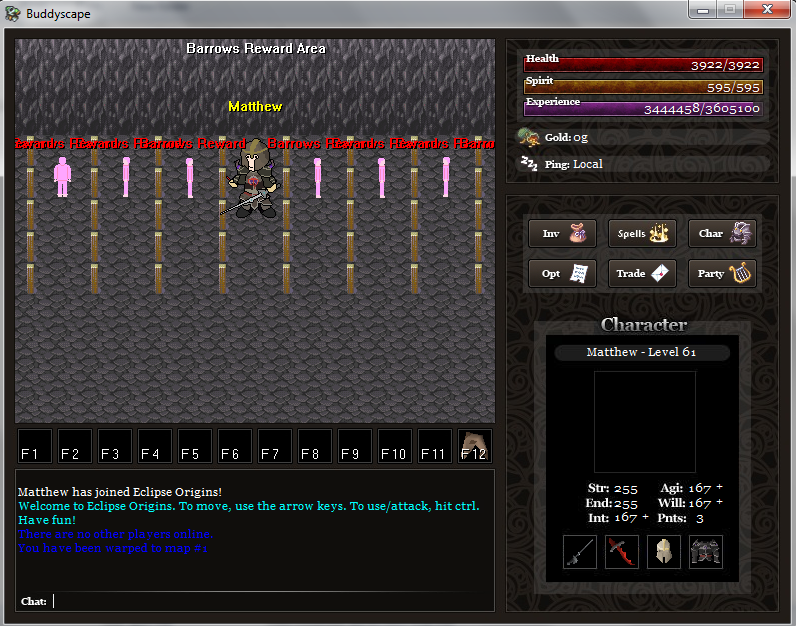 Buddyscape
Barrows Reward Area
Matthew
Barrows Reward
Health
3922/3922
Spirit
595/595
Experience
3444458/3605100
Gold: 0g
Ping: Local
Inv
Spells
Char
Opt
Trade
Party
Character
Matthew - Level 61
Str: 255 Agi: 167 +
End: 255 Will: 167 +
Int: 167 + Pnts: 3
F1 F2 F3 F4 F5 F6 F7 F8 F9 F10 F11 F12
Matthew has joined Eclipse Origins!
Welcome to Eclipse Origins. To move, use the arrow keys. To use/attack, hit ctrl.
Have fun!
There are no other players online.
You have been warped to map #1
Chat: